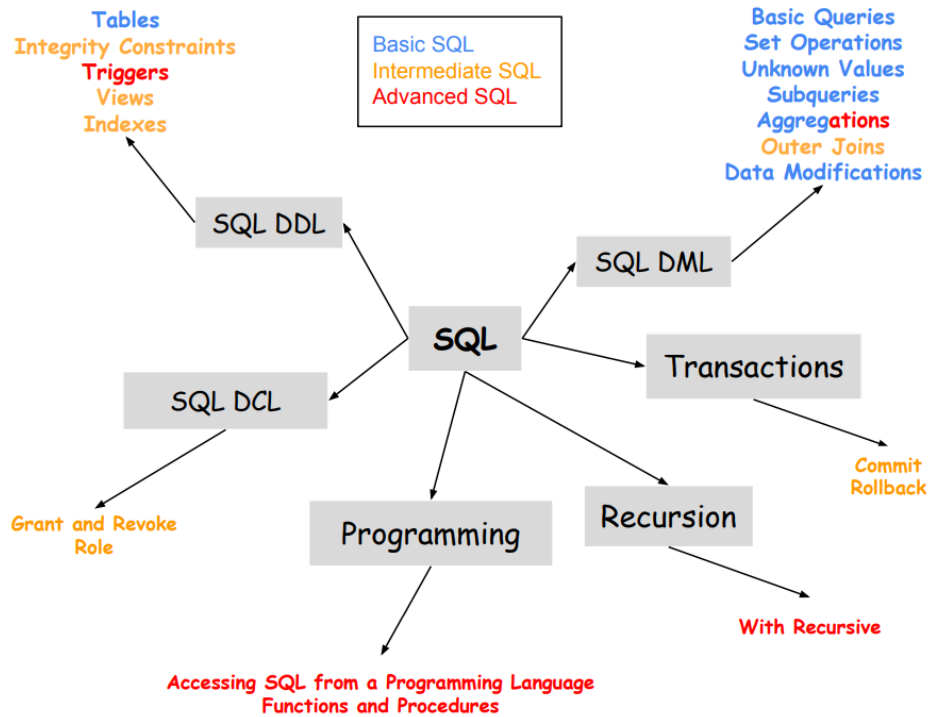 Tables
Integrity Constraints
Triggers
Views
Indexes
Basic SQL
Intermediate SQL
Advanced SQL
Basic Queries
Set Operations
Unknown Values
Subqueries
Aggregations
Outer Joins
Data Modifications
SQL DDL
SQL DML
SQL
Transactions
SQL DCL
Commit
Rollback
Grant and Revoke
Role
Programming
Recursion
With Recursive
Accessing SQL from a Programming Language
Functions and Procedures